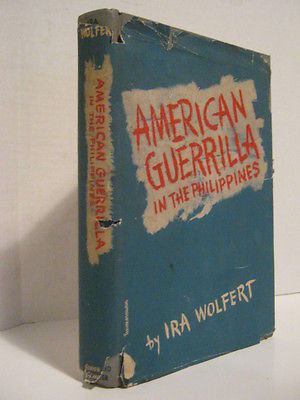 IRA
WOLFERT
AMERICAN
GUERRILLA
IN THE PHILIPPINES
AMERICAN
GUERRILLA
IN THE PHILIPPINES
by IRA WOLFERT